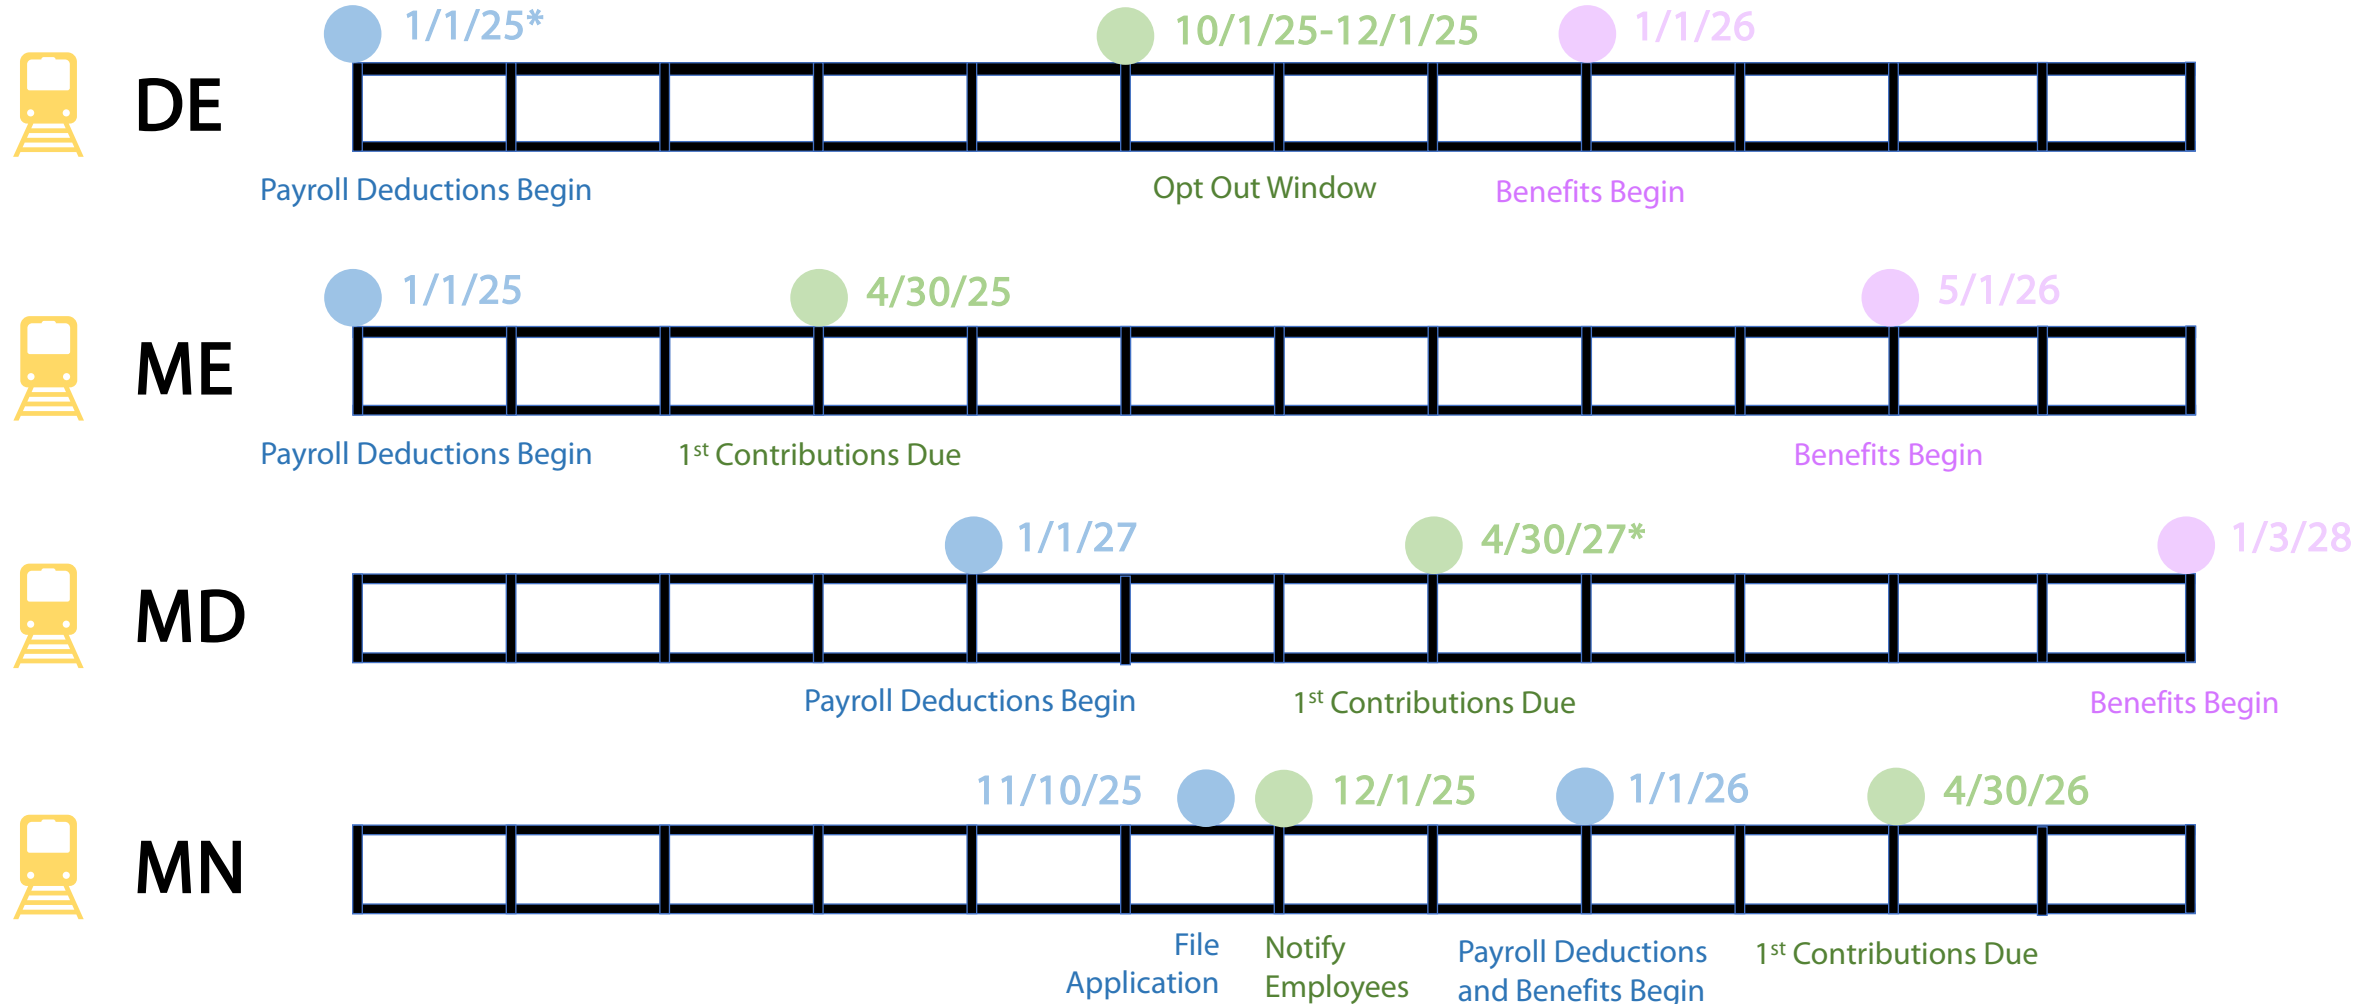 1/1/25* 10/1/25-12/1/25 1/1/26
DE
Payroll Deductions Begin Opt Out Window Benefits Begin
1/1/25 4/30/25 5/1/26
ME
Payroll Deductions Begin 1st Contributions Due Benefits Begin
1/1/27 4/30/27* 1/3/28
MD
Payroll Deductions Begin 1st Contributions Due Benefits Begin
11/10/25 12/1/25 1/1/26 4/30/26
MN
File Application
Notify Employees
Payroll Deductions and Benefits Begin
1st Contributions Due